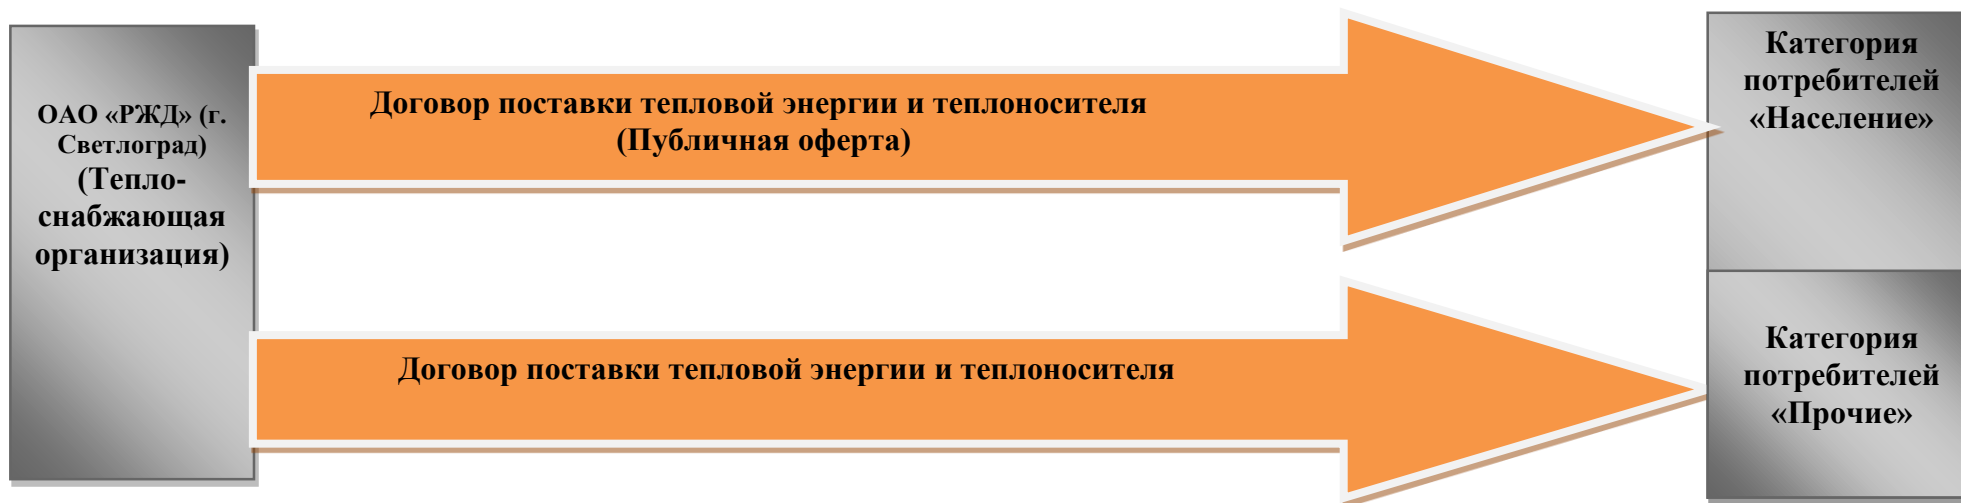 ОАО «РЖД» (г.
Светлоград)
(Тепло-
снабжающая
организация)
Договор поставки тепловой энергии и теплоносителя
(Публичная оферта)
Категория
потребителей
«Население»
Договор поставки тепловой энергии и теплоносителя
Категория
потребителей
«Прочие»